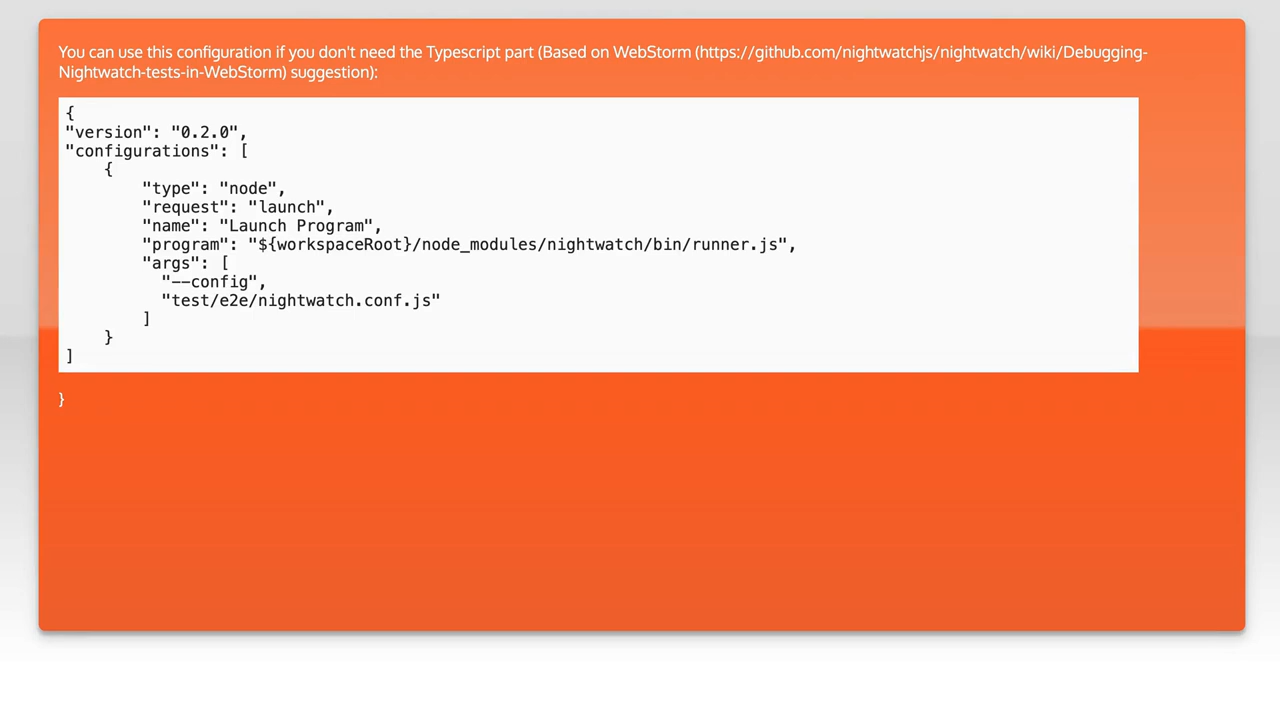 You can use this configuration if you don't need the Typescript part (Based on WebStorm (https://github.com/nightwatchjs/nightwatch/wiki/Debugging-
Nightwatch-tests-in-WebStorm) suggestion):
{
"version": "0.2.0",
"configurations": [
    {
        "type": "node",
        "request": "launch",
        "name": "Launch Program",
        "program": "${workspaceRoot}/node_modules/nightwatch/bin/runner.js",
        "args": [
          "--config",
          "test/e2e/nightwatch.conf.js"
        ]
    }
]
}